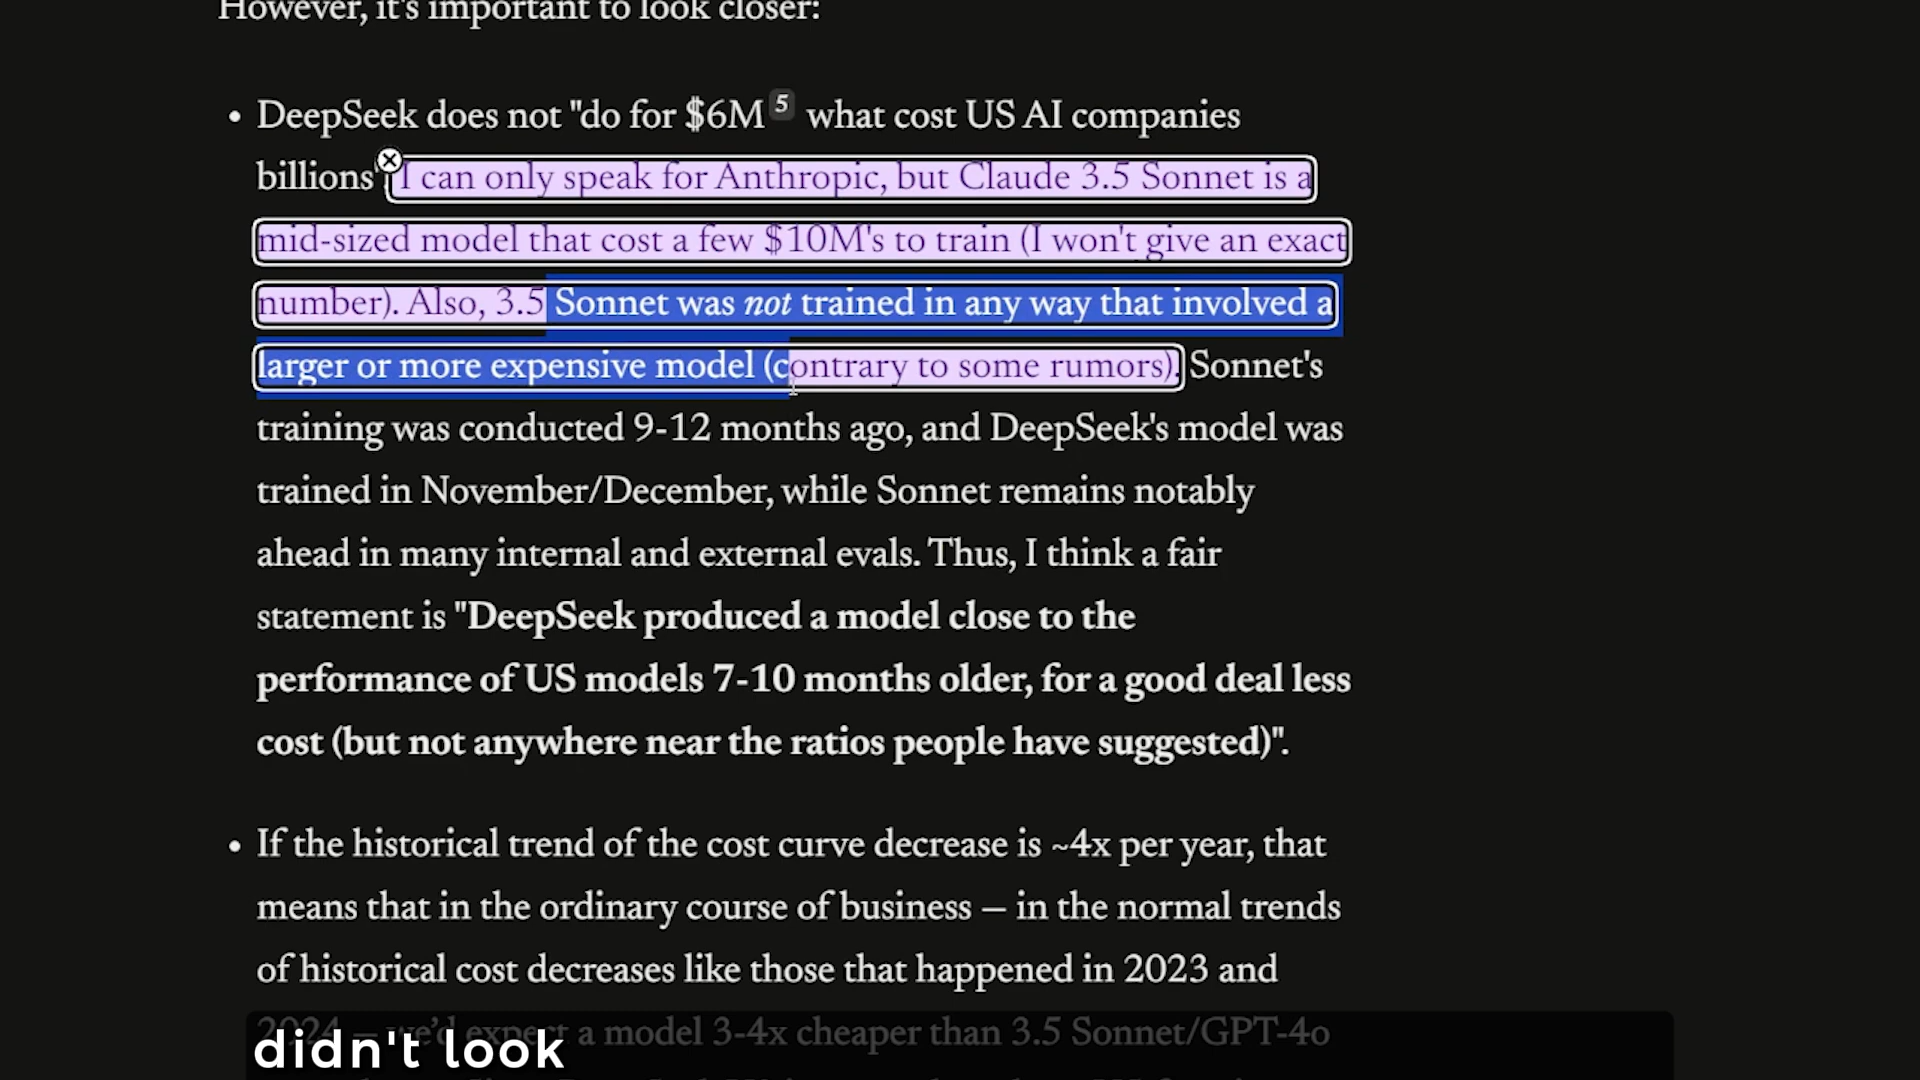 However, it's important to look closer:
• DeepSeek does not "do for $6M 5 what cost US AI companies
billions". I can only speak for Anthropic, but Claude 3.5 Sonnet is a
mid-sized model that cost a few $10M's to train (I won't give an exact
number). Also, 3.5 Sonnet was not trained in any way that involved a
larger or more expensive model (contrary to some rumors). Sonnet's
training was conducted 9-12 months ago, and DeepSeek's model was
trained in November/December, while Sonnet remains notably
ahead in many internal and external evals. Thus, I think a fair
statement is "DeepSeek produced a model close to the
performance of US models 7-10 months older, for a good deal less
cost (but not anywhere near the ratios people have suggested)".
• If the historical trend of the cost curve decrease is ~4x per year, that
means that in the ordinary course of business — in the normal trends
of historical cost decreases like those that happened in 2023 and
2024 — we'd expect a model 3-4x cheaper than 3.5 Sonnet/GPT-4o
didn't look